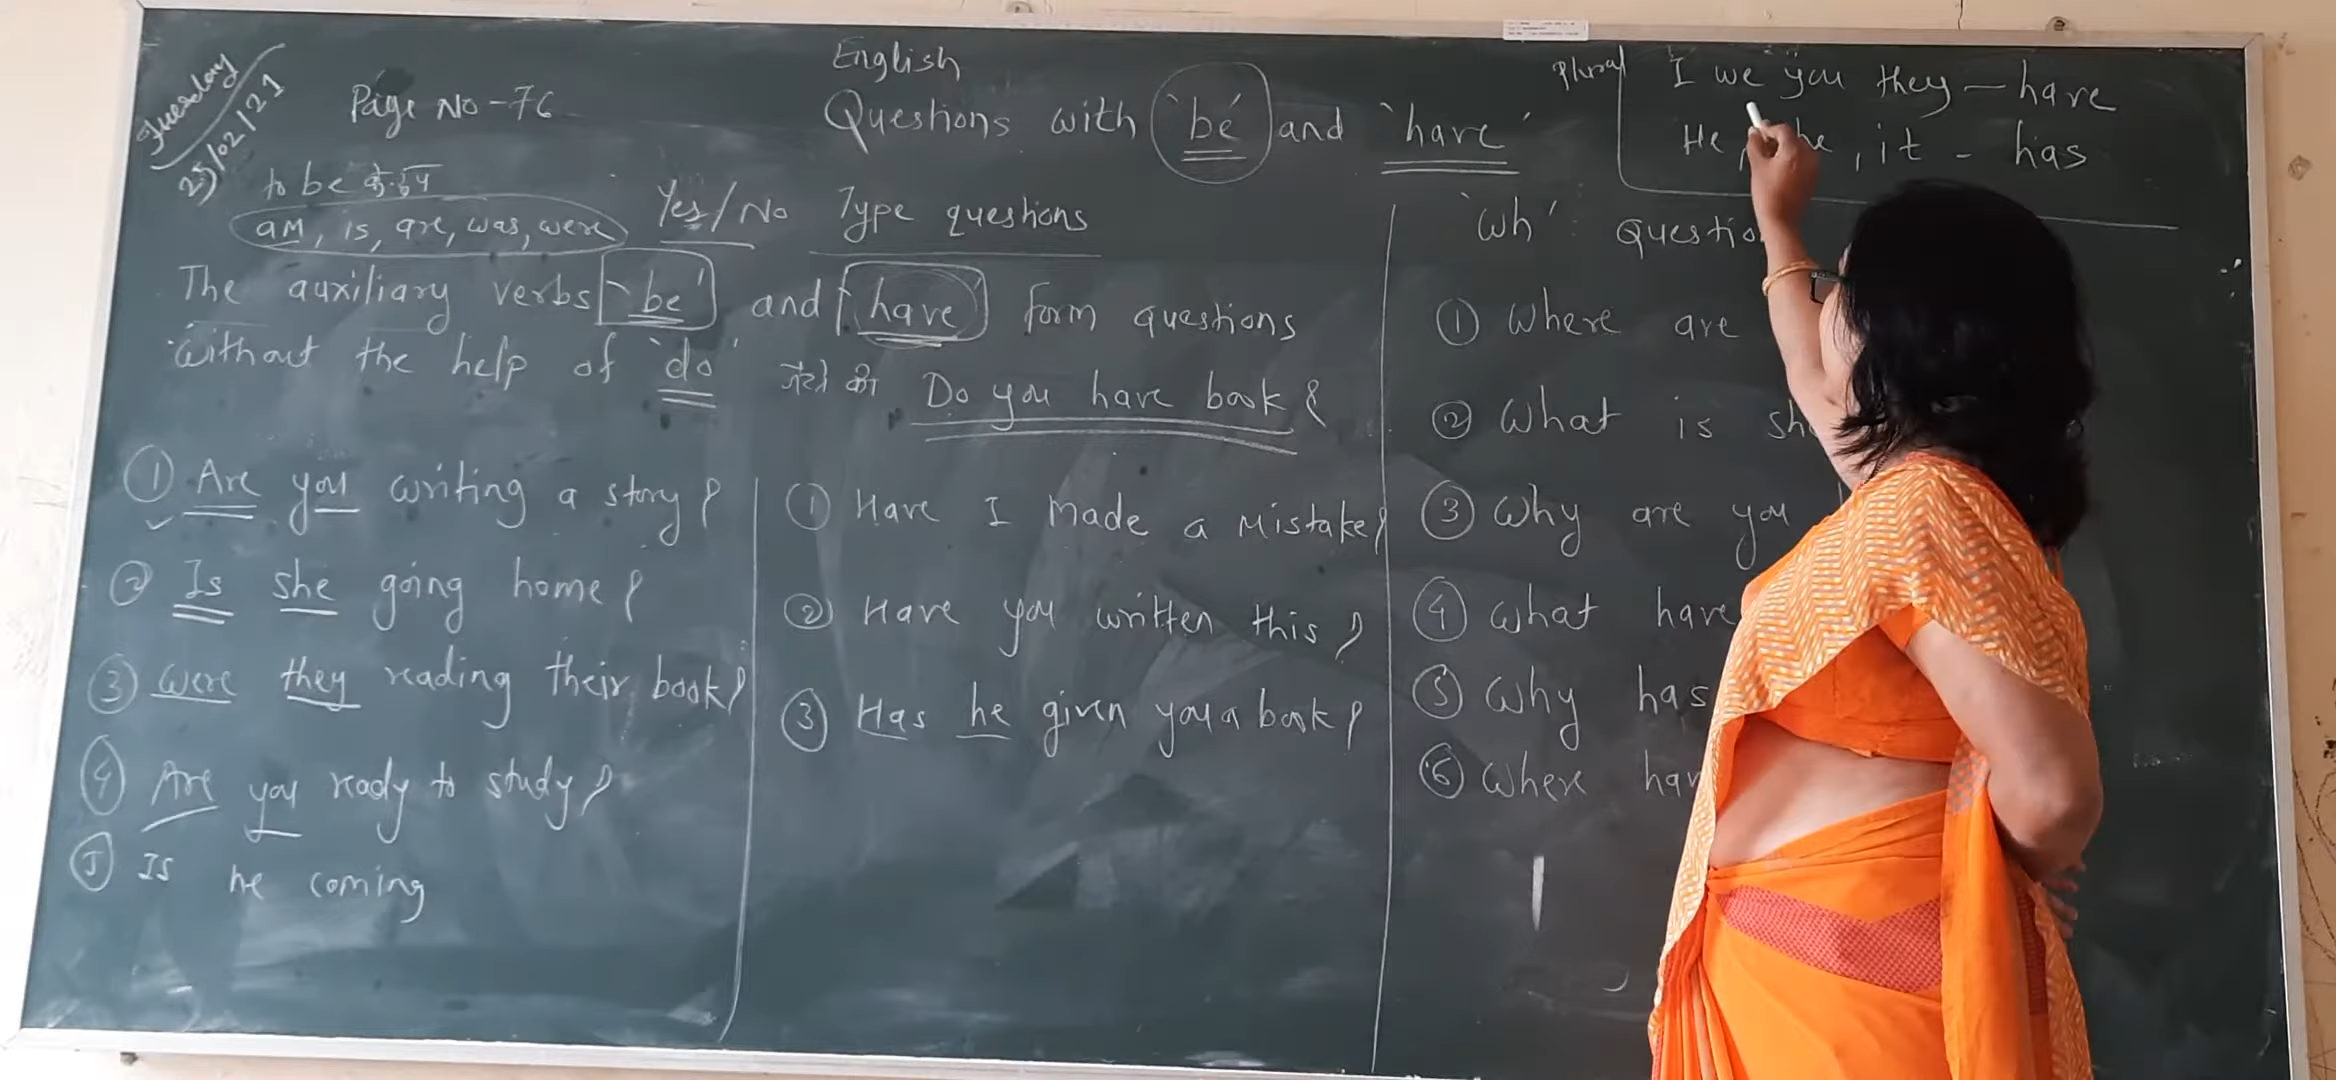 Tuesday
25/02/21
Page No - 76
English
Questions with 'be' and 'have'
Plural
I we you they - have
He, she, it - has
to be चे रूप
am, is, are, was, were
Yes/No Type questions
The auxiliary verbs 'be' and 'have' form questions
without the help of 'do'
Do you have book ?
① Are you writing a story ?
② Is she going home ?
③ Were they reading their book ?
④ Are you ready to study ?
⑤ Is he coming
① Have I made a mistake ?
② Have you written this ?
③ Has he given you a book ?
'Wh'
① Where are
② What is
③ Why are you
④ What have
⑤ Why has
⑥ Where